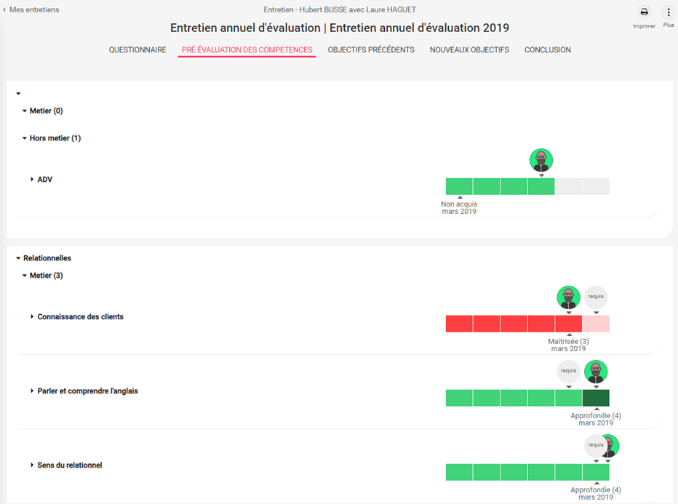 Mes entretiens
Entretien - Hubert BUSSE avec Laure HAGUET
Imprimer
Plus
Entretien annuel d'évaluation | Entretien annuel d'évaluation 2019
QUESTIONNAIRE
PRÉ ÉVALUATION DES COMPETENCES
OBJECTIFS PRÉCÉDENTS
NOUVEAUX OBJECTIFS
CONCLUSION
Metier (0)
Hors metier (1)
ADV
Non acquis
mars 2019
Relationnelles
Metier (3)
requis
Connaissance des clients
Maîtrisée (3)
mars 2019
requis
Parler et comprendre l'anglais
Approfondie (4)
mars 2019
requis
Sens du relationnel
Approfondie (4)
mars 2019